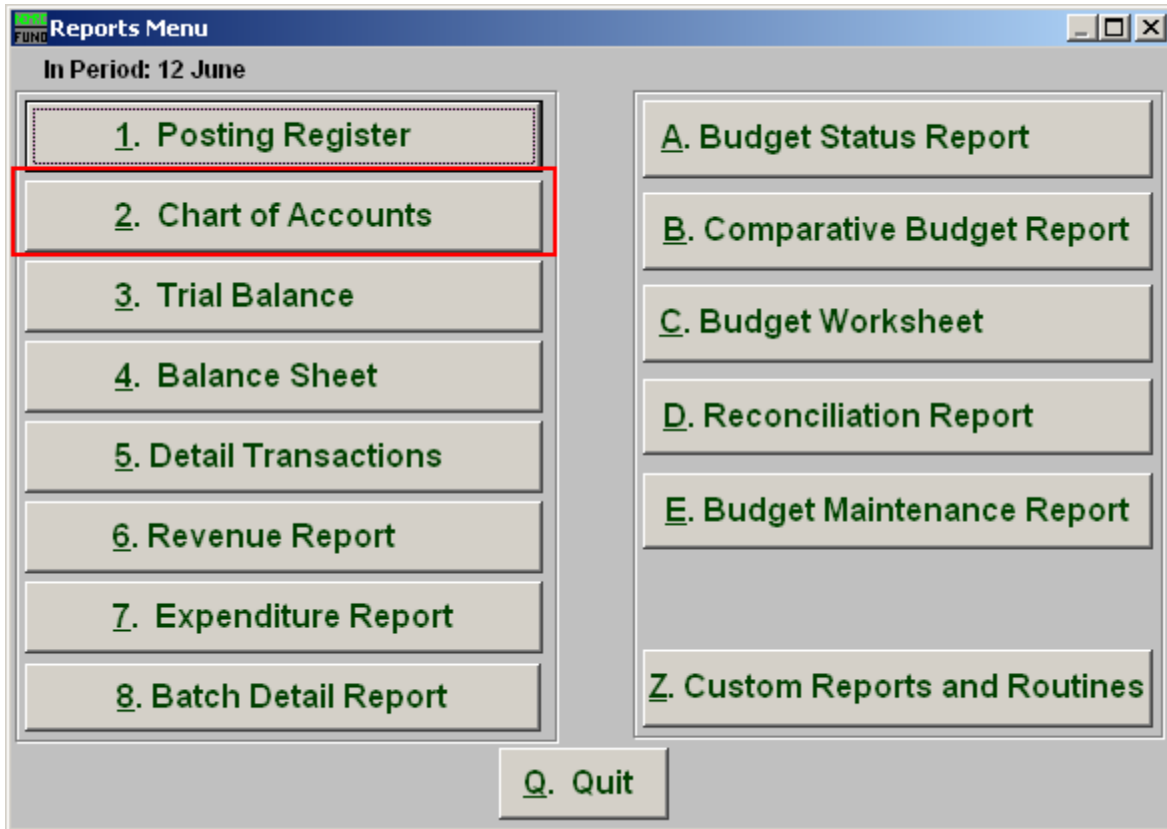 FUND
Reports Menu
In Period: 12 June
1. Posting Register
2. Chart of Accounts
3. Trial Balance
4. Balance Sheet
5. Detail Transactions
6. Revenue Report
7. Expenditure Report
8. Batch Detail Report
A. Budget Status Report
B. Comparative Budget Report
C. Budget Worksheet
D. Reconciliation Report
E. Budget Maintenance Report
Z. Custom Reports and Routines
Q. Quit